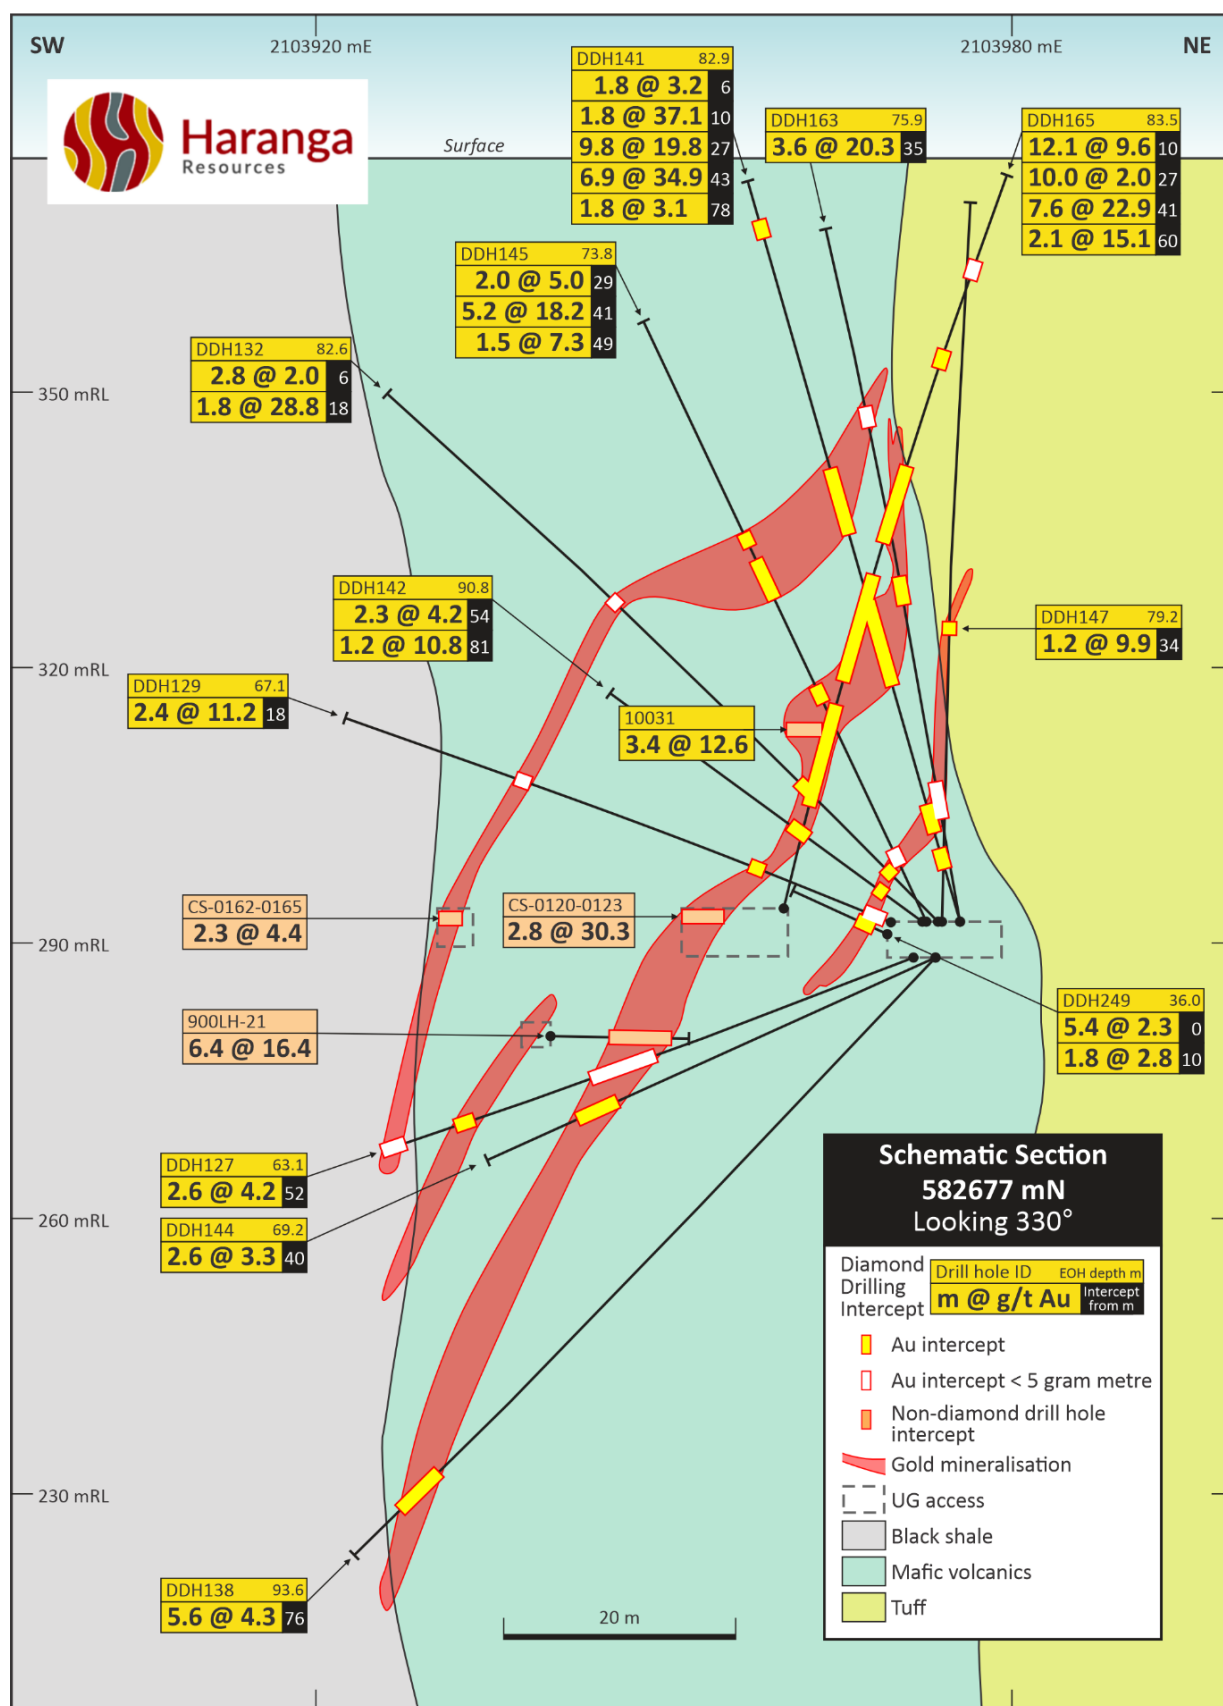 SW
2103920 mE
2103980 mE
NE
Haranga
Resources
Surface
DDH141 82.9
1.8 @ 3.2 6
1.8 @ 37.1 10
9.8 @ 19.8 27
6.9 @ 34.9 43
1.8 @ 3.1 78
DDH163 75.9
3.6 @ 20.3 35
DDH165 83.5
12.1 @ 9.6 10
10.0 @ 2.0 27
7.6 @ 22.9 41
2.1 @ 15.1 60
DDH145 73.8
2.0 @ 5.0 29
5.2 @ 18.2 41
1.5 @ 7.3 49
DDH132 82.6
2.8 @ 2.0 6
1.8 @ 28.8 18
350 mRL
DDH142 90.8
2.3 @ 4.2 54
1.2 @ 10.8 81
DDH147 79.2
1.2 @ 9.9 34
320 mRL
DDH129 67.1
2.4 @ 11.2 18
10031
3.4 @ 12.6
CS-0162-0165
2.3 @ 4.4
CS-0120-0123
2.8 @ 30.3
290 mRL
900LH-21
6.4 @ 16.4
DDH249 36.0
5.4 @ 2.3 0
1.8 @ 2.8 10
DDH127 63.1
2.6 @ 4.2 52
DDH144 69.2
2.6 @ 3.3 40
260 mRL
230 mRL
DDH138 93.6
5.6 @ 4.3 76
20 m
Schematic Section
582677 mN
Looking 330°
Diamond
Drilling
Intercept
Drill hole ID EOH depth m
m @ g/t Au Intercept
from m
Au intercept
Au intercept < 5 gram metre
Non-diamond drill hole
intercept
Gold mineralisation
UG access
Black shale
Mafic volcanics
Tuff